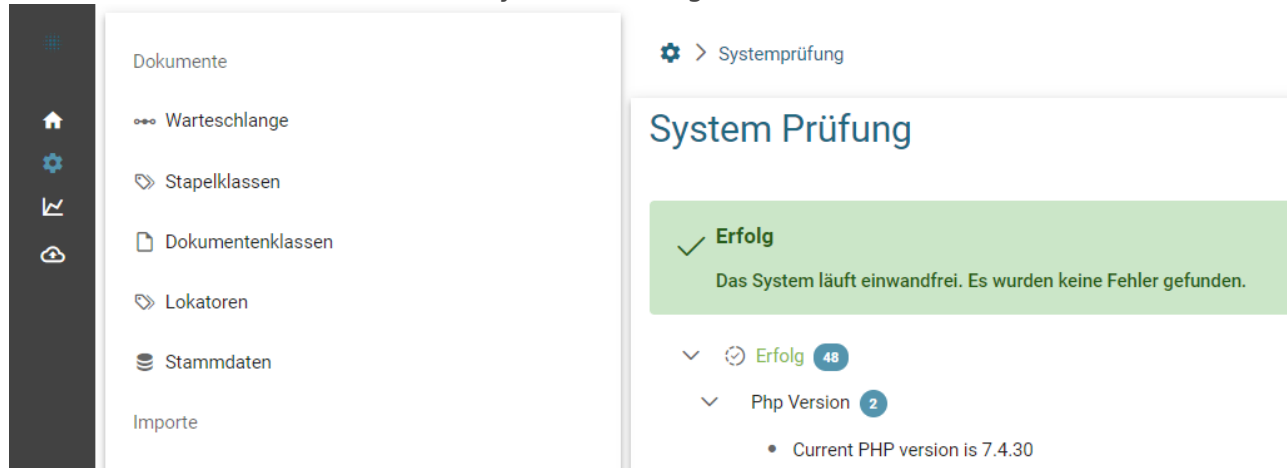 Dokumente
Warteschlange
Stapelklassen
Dokumentenklassen
Lokatoren
Stammdaten
Importe
Systemprüfung
System Prüfung
Erfolg
Das System läuft einwandfrei. Es wurden keine Fehler gefunden.
Erfolg 48
Php Version 2
Current PHP version is 7.4.30